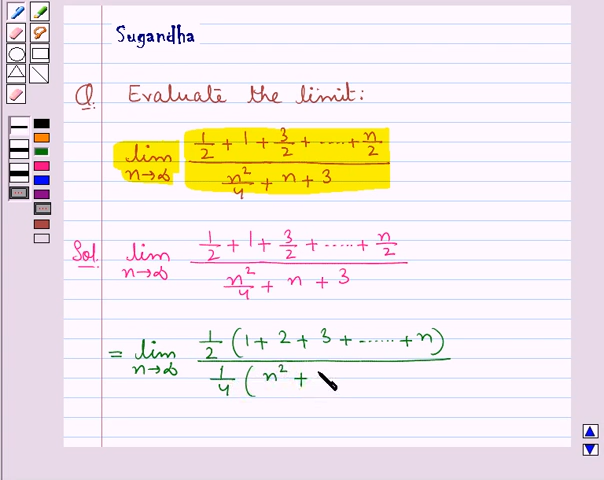 Sugandha
Q. Evaluate the limit:
lim n→∞ (1/2 + 1 + 3/2 + ..... + n/2) / (n²/4 + n + 3)
Sol. lim n→∞ (1/2 + 1 + 3/2 + ..... + n/2) / (n²/4 + n + 3)
= lim n→∞ 1/2 (1 + 2 + 3 + ...... + n) / 1/4 ( n² +